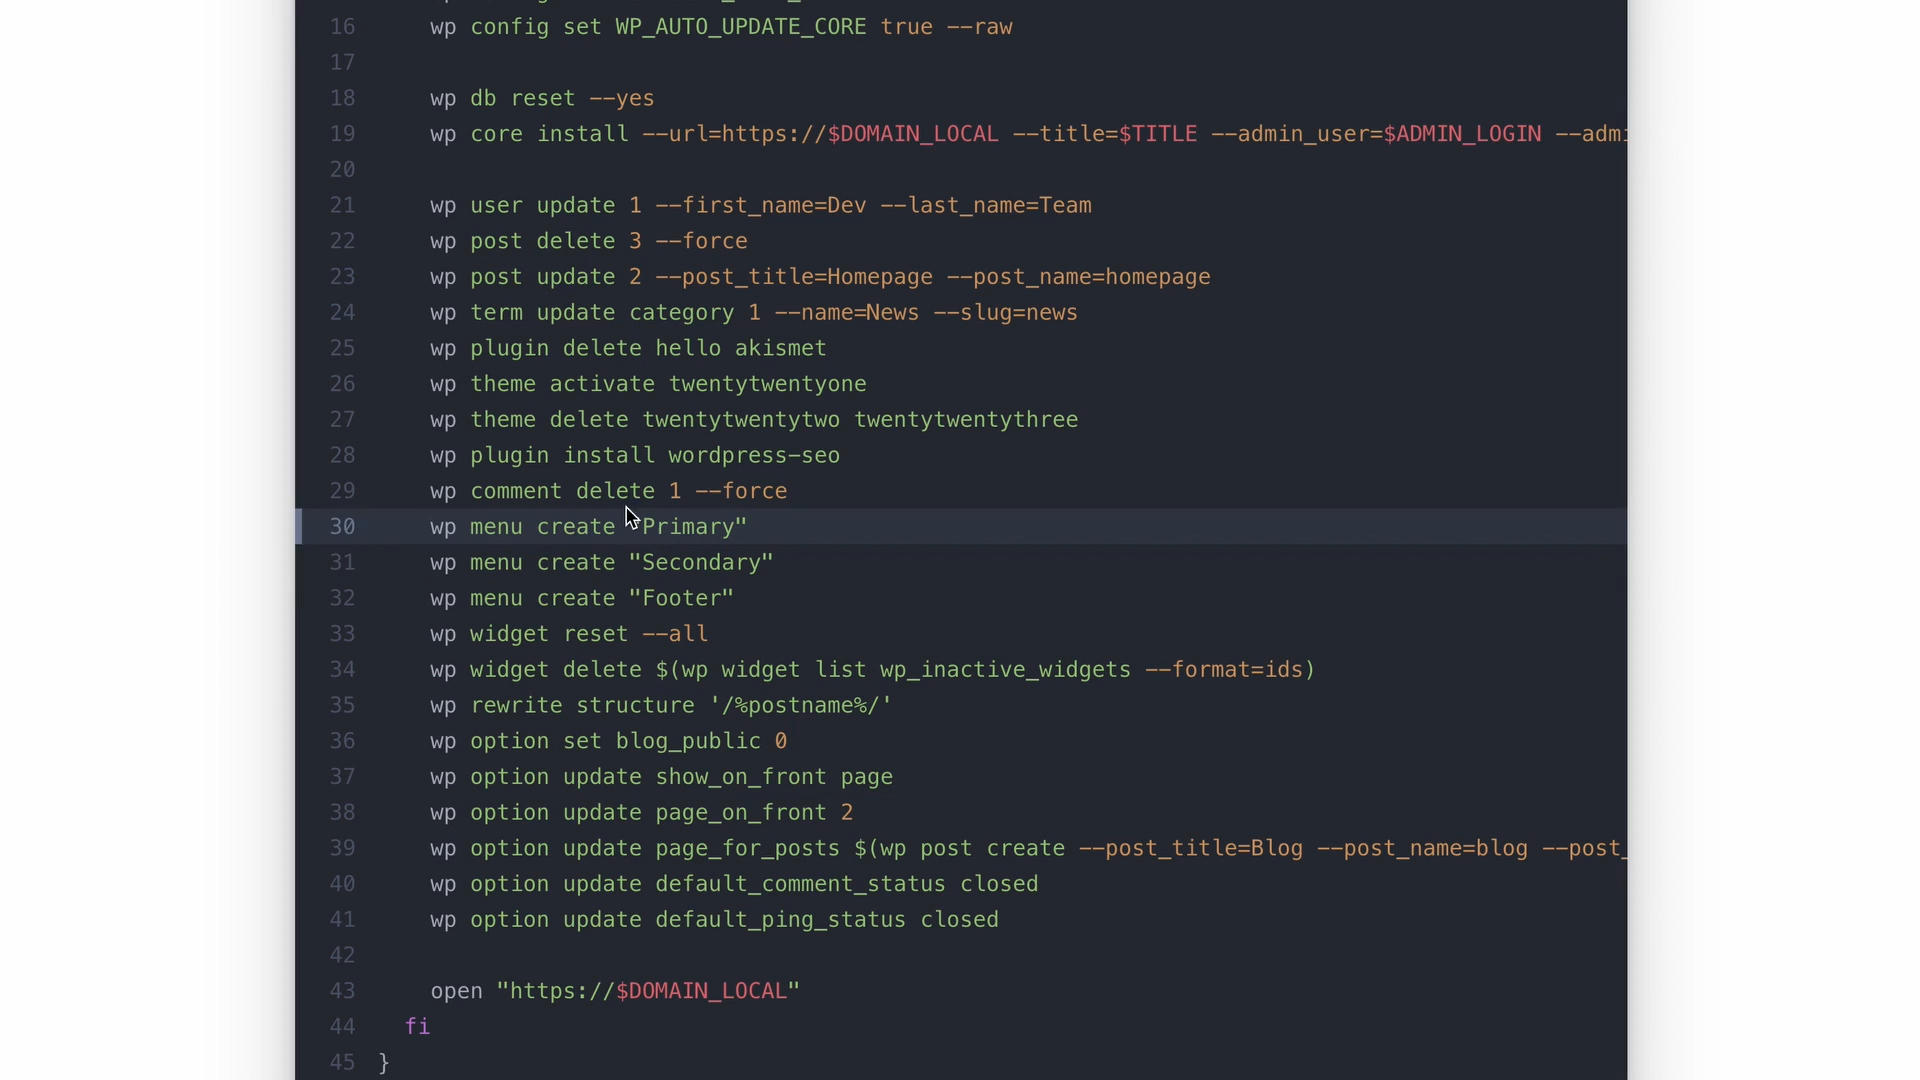 16 wp config set WP_AUTO_UPDATE_CORE true --raw
17
18 wp db reset --yes
19 wp core install --url=https://$DOMAIN_LOCAL --title=$TITLE --admin_user=$ADMIN_LOGIN --adm
20
21 wp user update 1 --first_name=Dev --last_name=Team
22 wp post delete 3 --force
23 wp post update 2 --post_title=Homepage --post_name=homepage
24 wp term update category 1 --name=News --slug=news
25 wp plugin delete hello akismet
26 wp theme activate twentytwentyone
27 wp theme delete twentytwentytwo twentytwentythree
28 wp plugin install wordpress-seo
29 wp comment delete 1 --force
30 wp menu create "Primary"
31 wp menu create "Secondary"
32 wp menu create "Footer"
33 wp widget reset --all
34 wp widget delete $(wp widget list wp_inactive_widgets --format=ids)
35 wp rewrite structure '/%postname%/'
36 wp option set blog_public 0
37 wp option update show_on_front page
38 wp option update page_on_front 2
39 wp option update page_for_posts $(wp post create --post_title=Blog --post_name=blog --post_
40 wp option update default_comment_status closed
41 wp option update default_ping_status closed
42
43 open "https://$DOMAIN_LOCAL"
44 fi
45 }